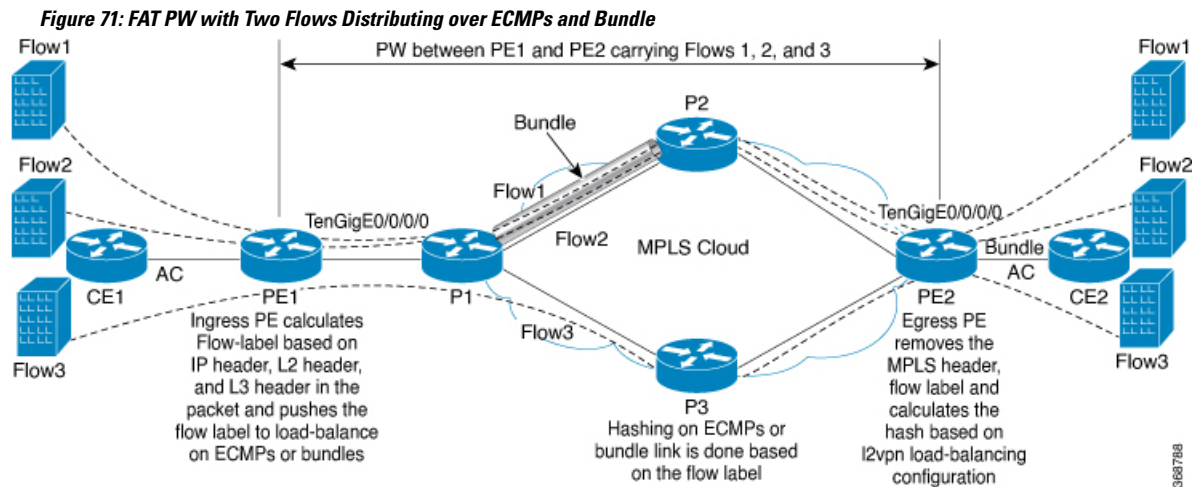 Figure 71: FAT PW with Two Flows Distributing over ECMPs and Bundle
Flow1
PW between PE1 and PE2 carrying Flows 1, 2, and 3
Flow1
P2
Bundle
Flow2
Flow1
Flow2
TenGigE0/0/0/0
Flow2
TenGigE0/0/0/0
MPLS Cloud
Bundle
AC
AC
CE1
PE1
P1
PE2
CE2
Flow3
Flow3
Flow3
Ingress PE calculates
Flow-label based on
IP header, L2 header,
and L3 header in the
packet and pushes the
flow label to load-balance
on ECMPs or bundles
P3
Hashing on ECMPs or
bundle link is done based
on the flow label
Egress PE
removes the
MPLS header,
flow label and
calculates the
hash based on
l2vpn load-balancing
configuration
368788